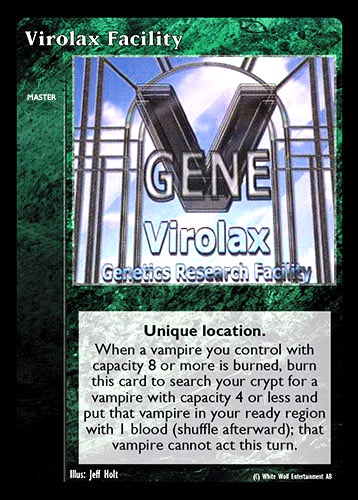 Virolax Facility
MASTER
V
GENE
Virolax
Genetics Research Facility
Unique location.
When a vampire you control with
capacity 8 or more is burned, burn
this card to search your crypt for a
vampire with capacity 4 or less and
put that vampire in your ready region
with 1 blood (shuffle afterward); that
vampire cannot act this turn.
Illus: Jeff Holt
(C) White Wolf Entertainment AB